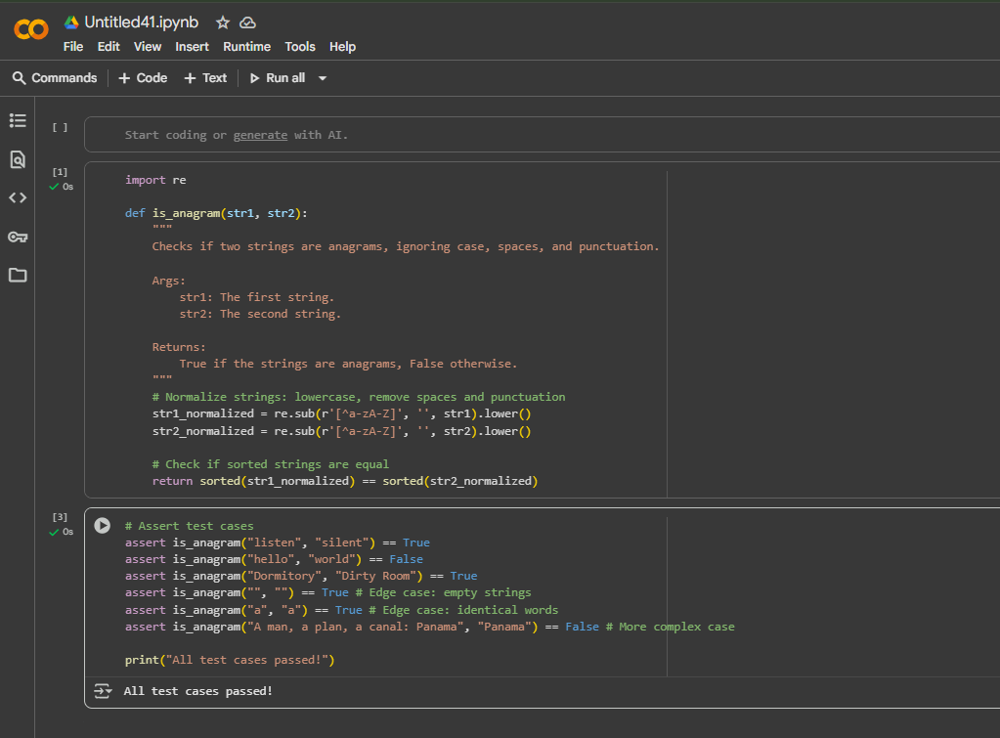 Untitled41.ipynb
File Edit View Insert Runtime Tools Help
Commands + Code + Text Run all
[ ]
Start coding or generate with AI.
[1]
0s
import re
def is_anagram(str1, str2):
"""
Checks if two strings are anagrams, ignoring case, spaces, and punctuation.
Args:
str1: The first string.
str2: The second string.
Returns:
True if the strings are anagrams, False otherwise.
"""
# Normalize strings: lowercase, remove spaces and punctuation
str1_normalized = re.sub(r'[^a-zA-Z]', '', str1).lower()
str2_normalized = re.sub(r'[^a-zA-Z]', '', str2).lower()
# Check if sorted strings are equal
return sorted(str1_normalized) == sorted(str2_normalized)
[3]
0s
# Assert test cases
assert is_anagram("listen", "silent") == True
assert is_anagram("hello", "world") == False
assert is_anagram("Dormitory", "Dirty Room") == True
assert is_anagram("", "") == True # Edge case: empty strings
assert is_anagram("a", "a") == True # Edge case: identical words
assert is_anagram("A man, a plan, a canal: Panama", "Panama") == False # More complex case
print("All test cases passed!")
All test cases passed!